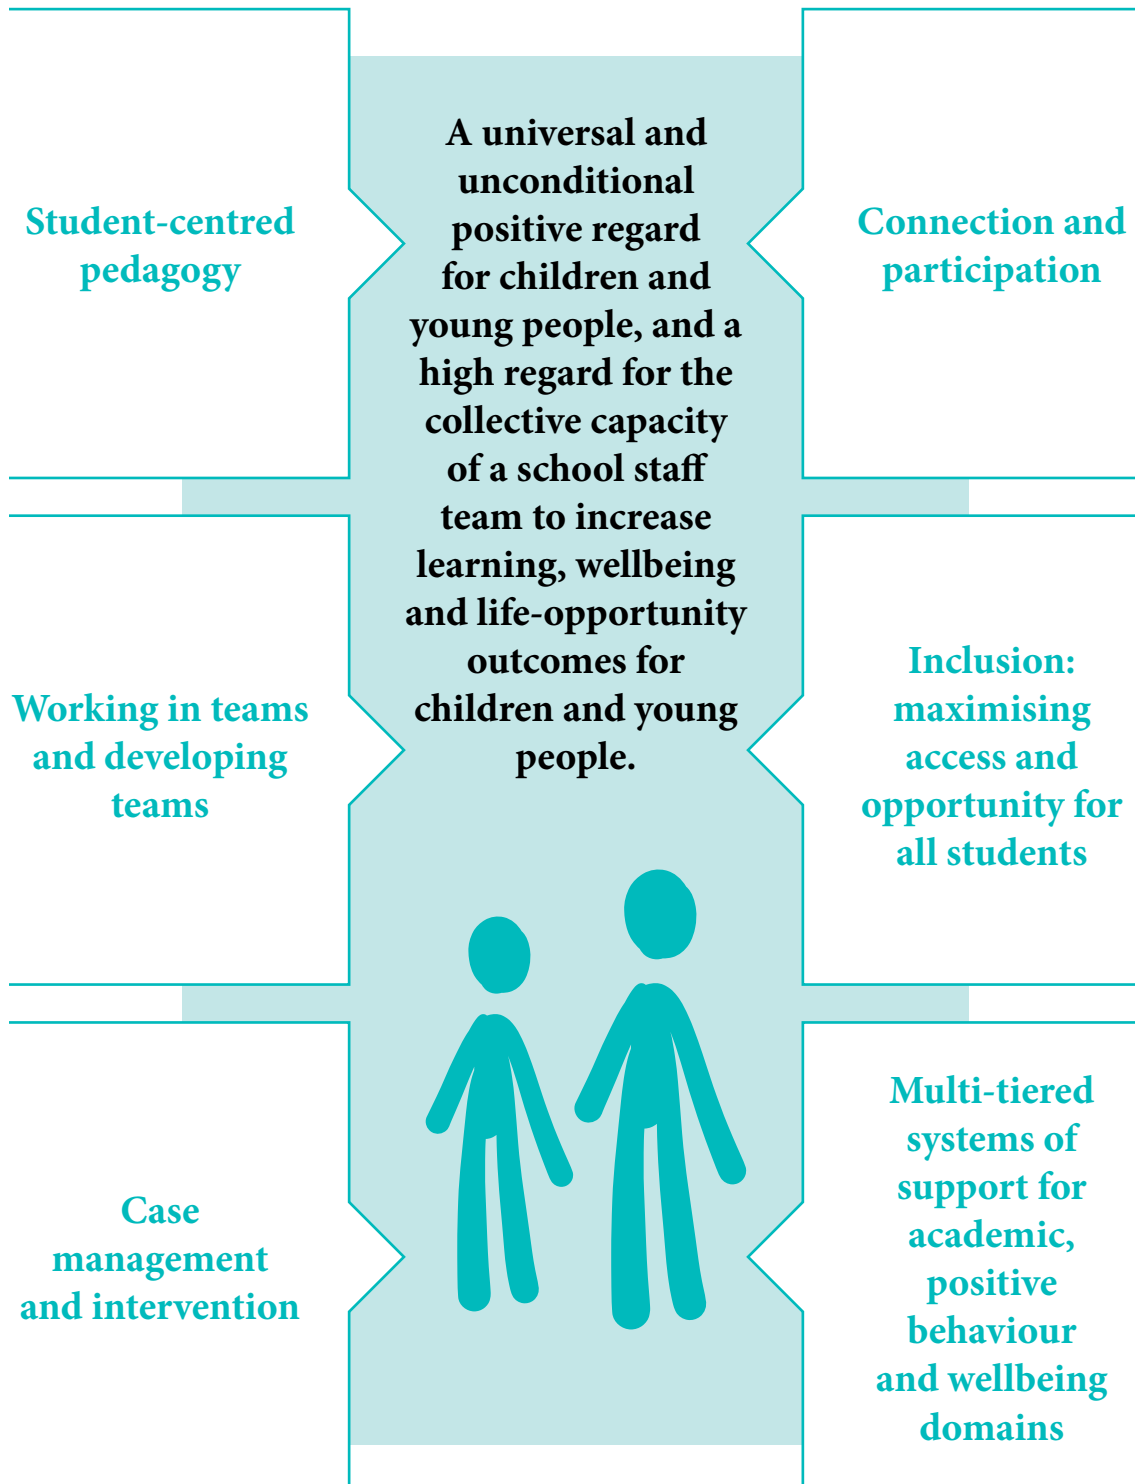 Student-centred
pedagogy
Working in teams
and developing
teams
Case
management
and intervention
A universal and
unconditional
positive regard
for children and
young people, and a
high regard for the
collective capacity
of a school staff
team to increase
learning, wellbeing
and life-opportunity
outcomes for
children and young
people.
Connection and
participation
Inclusion:
maximising
access and
opportunity for
all students
Multi-tiered
systems of
support for
academic,
positive
behaviour
and wellbeing
domains